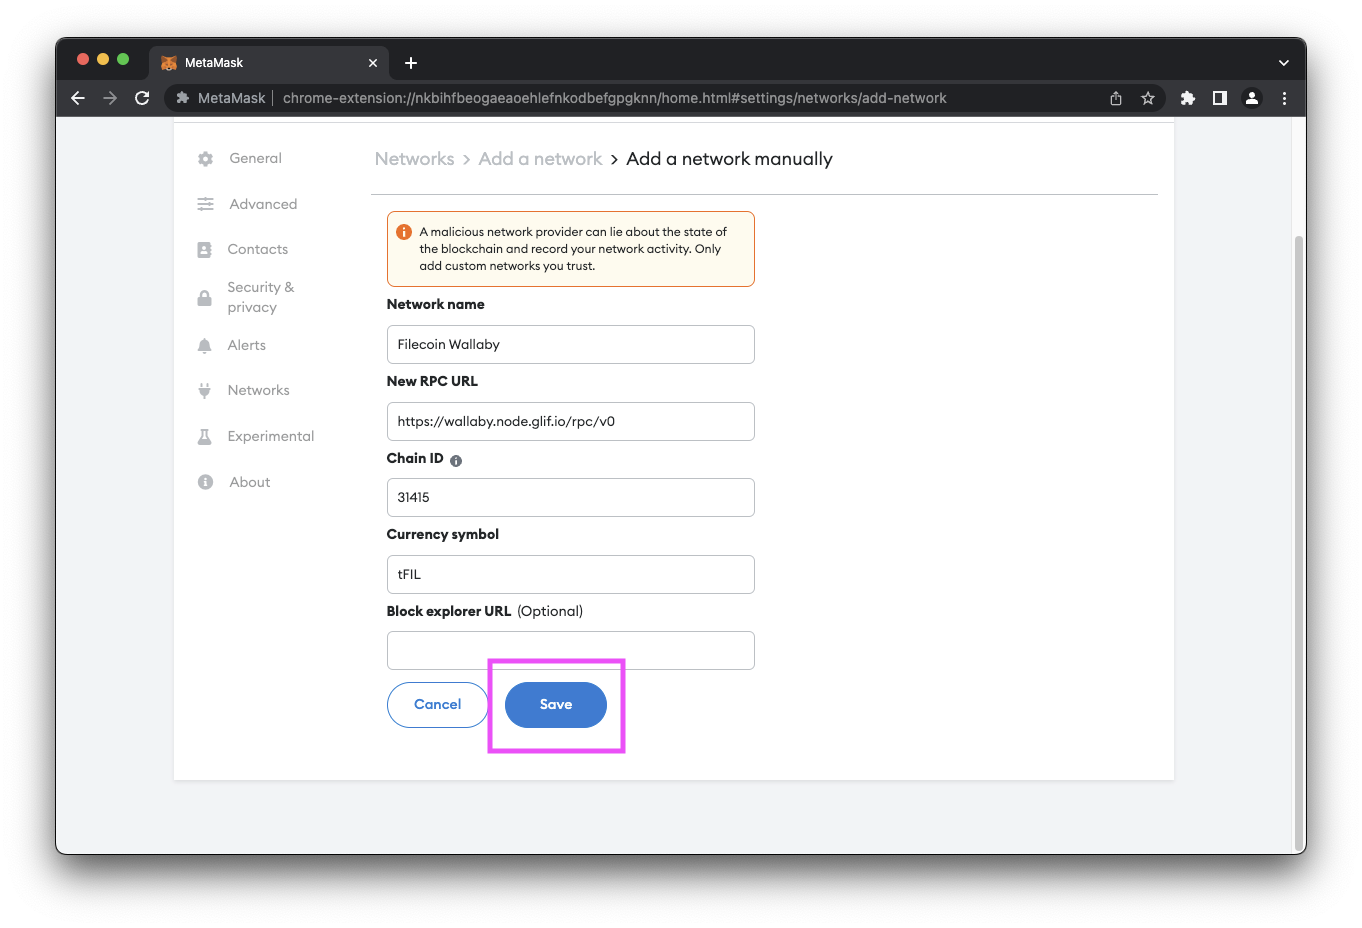 MetaMask
MetaMask chrome-extension://nkbihfbeogaeaoehlefnkodbefgpgknn/home.html#settings/networks/add-network
General
Advanced
Contacts
Security &
privacy
Alerts
Networks
Experimental
About
Networks > Add a network > Add a network manually
A malicious network provider can lie about the state of
the blockchain and record your network activity. Only
add custom networks you trust.
Network name
Filecoin Wallaby
New RPC URL
https://wallaby.node.glif.io/rpc/v0
Chain ID
31415
Currency symbol
tFIL
Block explorer URL (Optional)
Cancel
Save